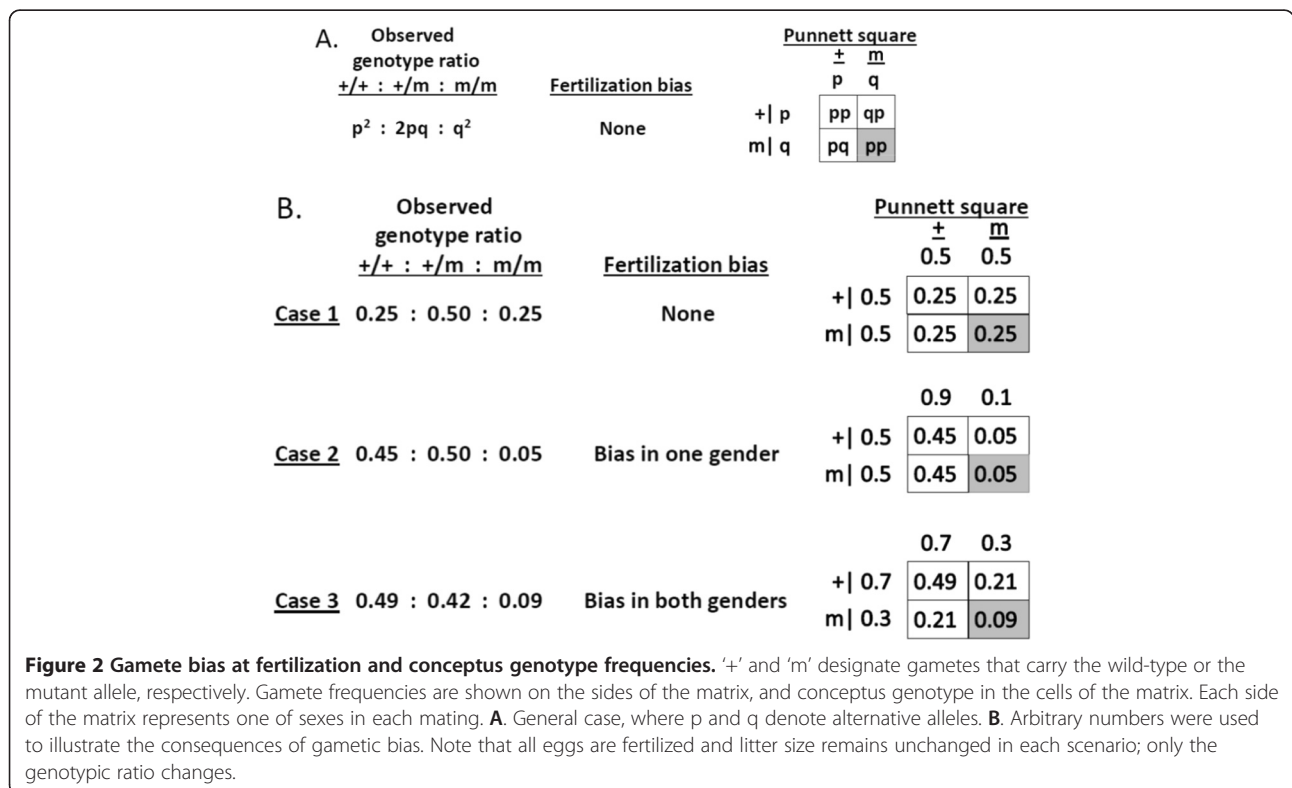 A. Observed
genotype ratio
+/+ : +/m : m/m Fertilization bias
p² : 2pq : q² None
Punnett square
+ m
p q
+| p pp qp
m| q pq pp
B. Observed
genotype ratio
+/+ : +/m : m/m Fertilization bias
Punnett square
+ m
0.5 0.5
Case 1 0.25 : 0.50 : 0.25 None
+| 0.5 0.25 0.25
m| 0.5 0.25 0.25
0.9 0.1
Case 2 0.45 : 0.50 : 0.05 Bias in one gender
+| 0.5 0.45 0.05
m| 0.5 0.45 0.05
0.7 0.3
Case 3 0.49 : 0.42 : 0.09 Bias in both genders
+| 0.7 0.49 0.21
m| 0.3 0.21 0.09
Figure 2 Gamete bias at fertilization and conceptus genotype frequencies. '+' and 'm' designate gametes that carry the wild-type or the
mutant allele, respectively. Gamete frequencies are shown on the sides of the matrix, and conceptus genotype in the cells of the matrix. Each side
of the matrix represents one of sexes in each mating. A. General case, where p and q denote alternative alleles. B. Arbitrary numbers were used
to illustrate the consequences of gametic bias. Note that all eggs are fertilized and litter size remains unchanged in each scenario; only the
genotypic ratio changes.